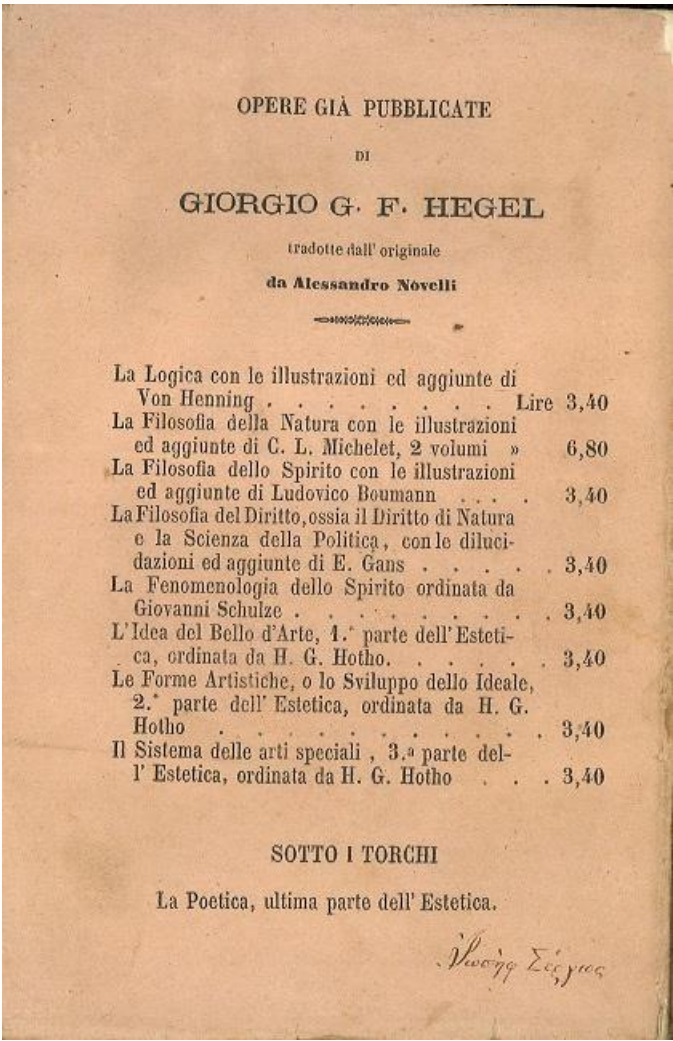 OPERE GIÀ PUBBLICATE
DI
GIORGIO G. F. HEGEL
tradotte dall' originale
da Alessandro Novelli
La Logica con le illustrazioni ed aggiunte di
Von Henning . . . . . . . . Lire 3,40
La Filosofia della Natura con le illustrazioni
ed aggiunte di C. L. Michelet, 2 volumi » 6,80
La Filosofia dello Spirito con le illustrazioni
ed aggiunte di Ludovico Boumann . . . . 3,40
La Filosofia del Diritto, ossia il Diritto di Natura
e la Scienza della Politica, con le diluci-
dazioni ed aggiunte di E. Gans . . . . . . 3,40
La Fenomenologia dello Spirito ordinata da
Giovanni Schulze . . . . . . . . . . 3,40
L'Idea del Bello d'Arte, 1.ª parte dell' Esteti-
ca, ordinata da H. G. Hotho. . . . . . . 3,40
Le Forme Artistiche, o lo Sviluppo dello Ideale,
2.ª parte dell' Estetica, ordinata da H. G.
Hotho . . . . . . . . . . . . 3,40
Il Sistema delle arti speciali , 3.ª parte del-
l' Estetica, ordinata da H. G. Hotho . . . 3,40
SOTTO I TORCHI
La Poetica, ultima parte dell' Estetica.
Ἰωσὴφ Σέργιος